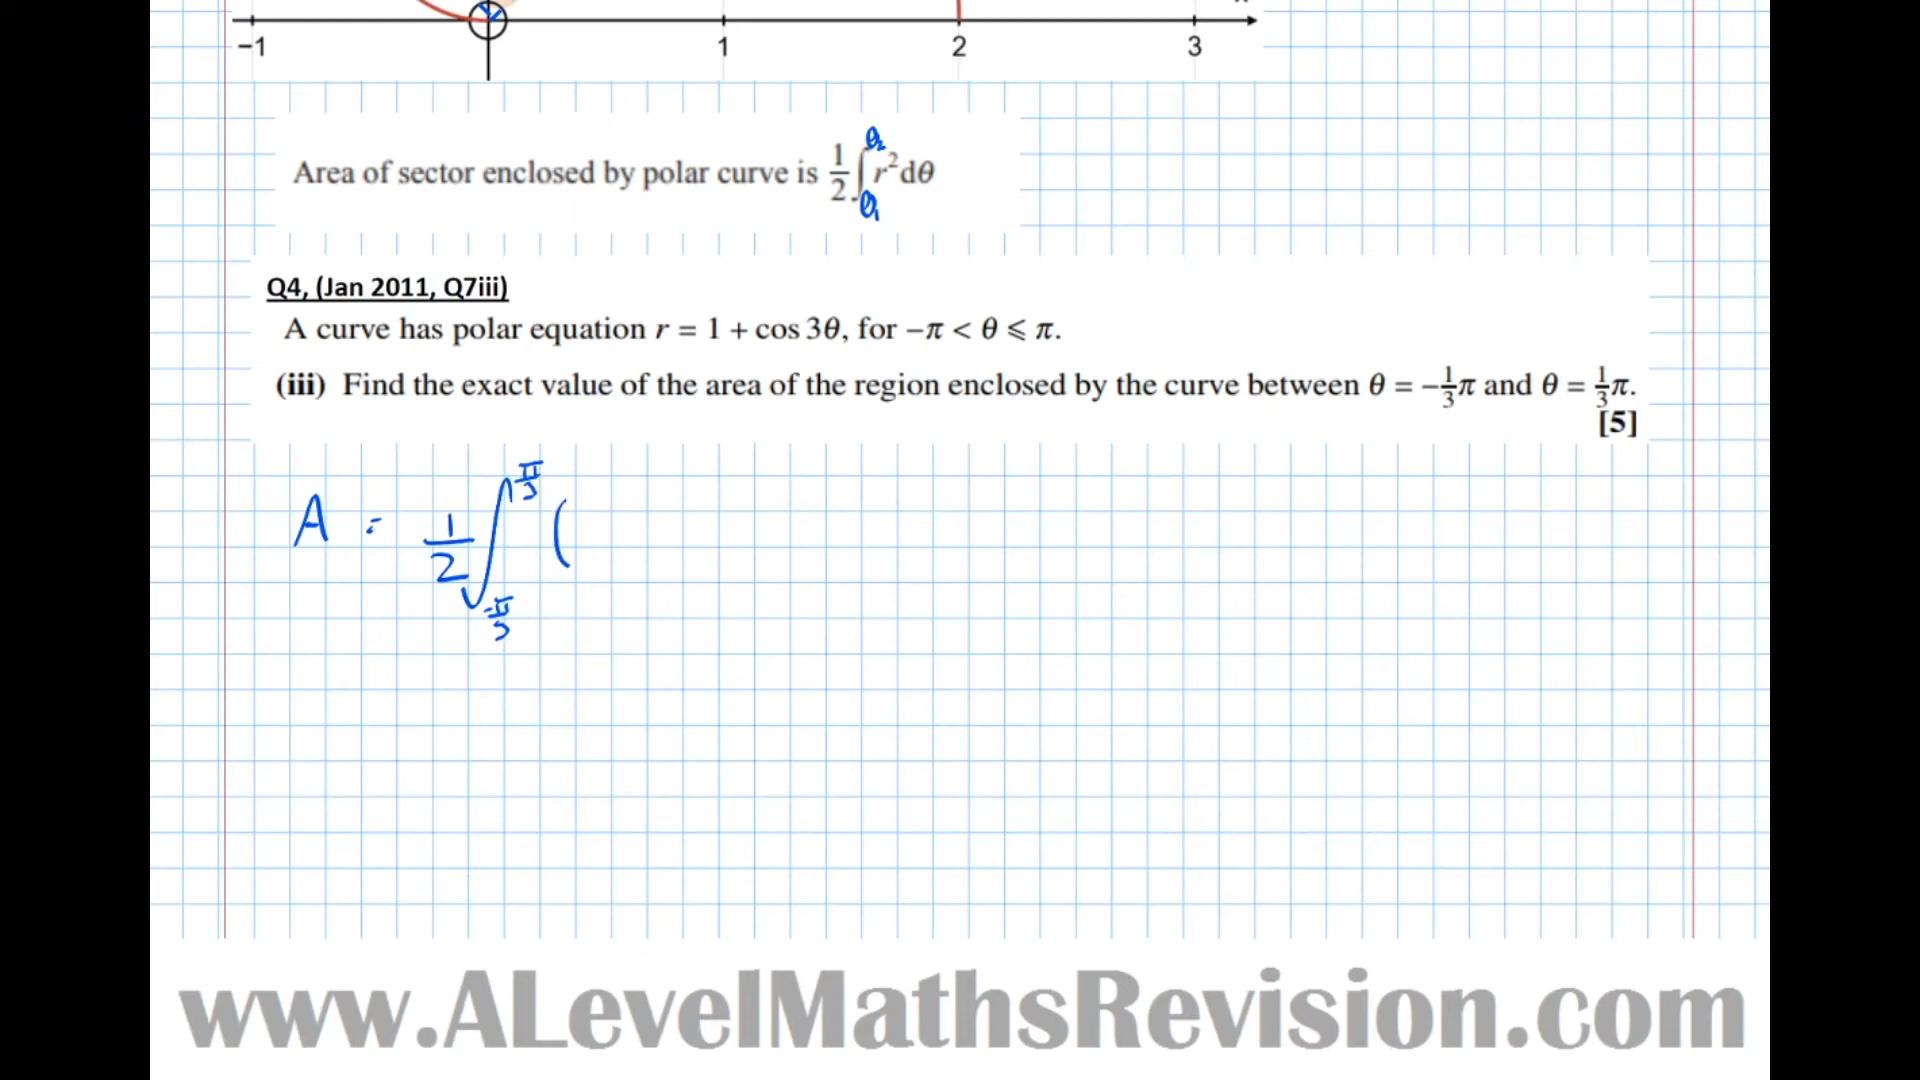 −1 1 2 3
Area of sector enclosed by polar curve is 1/2 ∫_θ₁^θ₂ r² dθ
Q4, (Jan 2011, Q7iii)
A curve has polar equation r = 1 + cos 3θ, for −π < θ ⩽ π.
(iii) Find the exact value of the area of the region enclosed by the curve between θ = −1/3π and θ = 1/3π.
[5]
A = 1/2 ∫_-π/3^π/3 (
www.ALevelMathsRevision.com